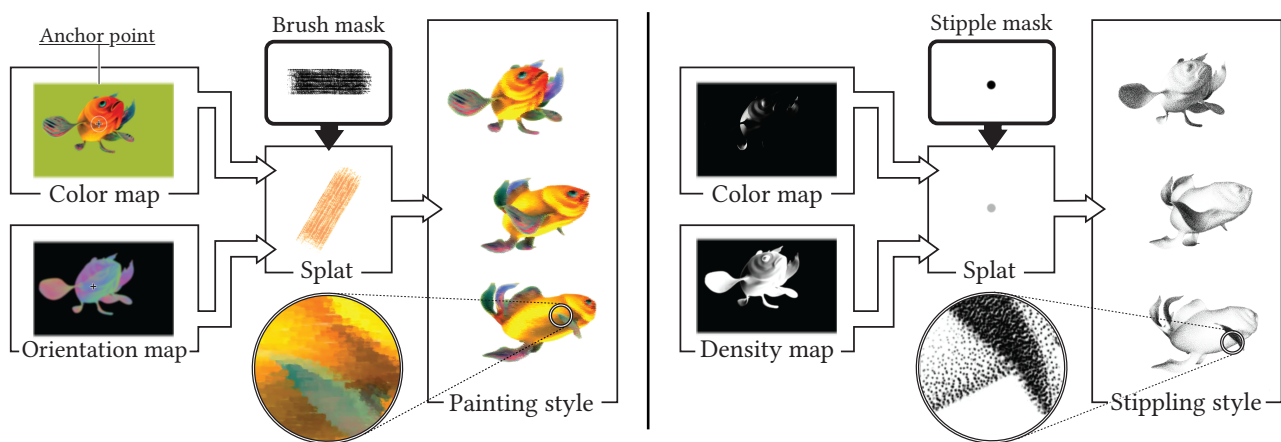 Anchor point
Brush mask
Color map
Orientation map
Splat
Painting style
Stipple mask
Color map
Density map
Splat
Stippling style